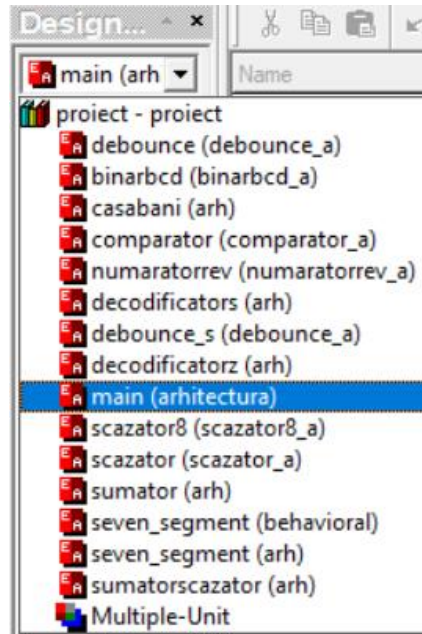 Design...
main (arh
Name
proiect - proiect
debounce (debounce_a)
binarbcd (binarbcd_a)
casabani (arh)
comparator (comparator_a)
numaratorrev (numaratorrev_a)
decodificators (arh)
debounce_s (debounce_a)
decodificatorz (arh)
main (arhitectura)
scazator8 (scazator8_a)
scazator (scazator_a)
sumator (arh)
seven_segment (behavioral)
seven_segment (arh)
sumatorscazator (arh)
Multiple-Unit